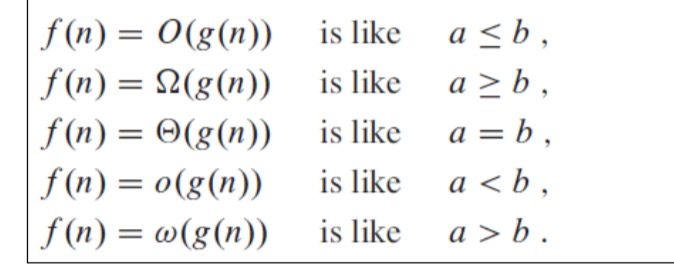 f(n) = O(g(n)) is like a ≤ b ,
f(n) = Ω(g(n)) is like a ≥ b ,
f(n) = Θ(g(n)) is like a = b ,
f(n) = o(g(n)) is like a < b ,
f(n) = ω(g(n)) is like a > b .